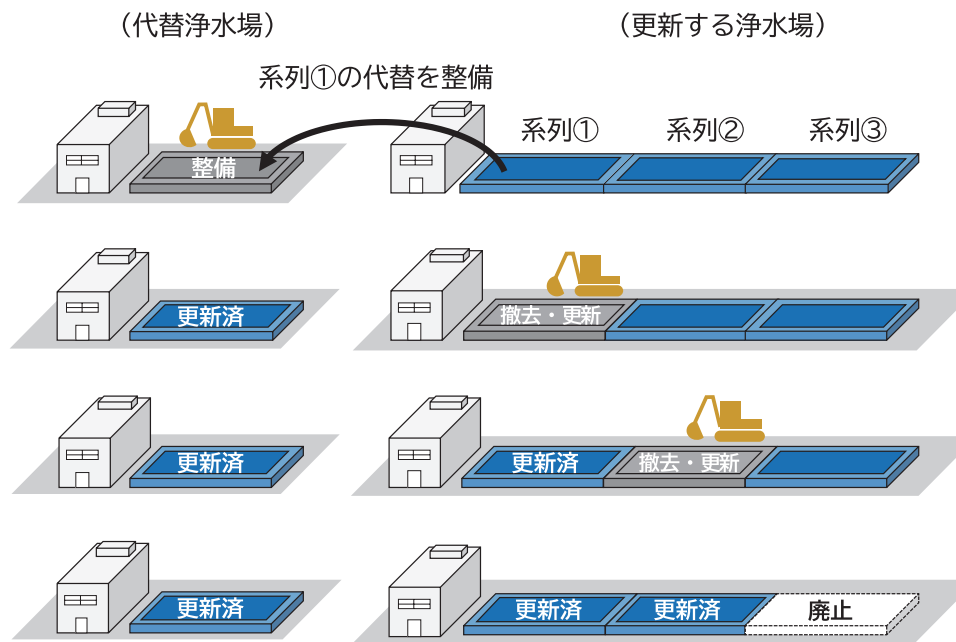 （代替浄水場）
（更新する浄水場）
系列①の代替を整備
系列①
系列②
系列③
整備
更新済
撤去・更新
更新済
更新済
撤去・更新
更新済
更新済
更新済
廃止